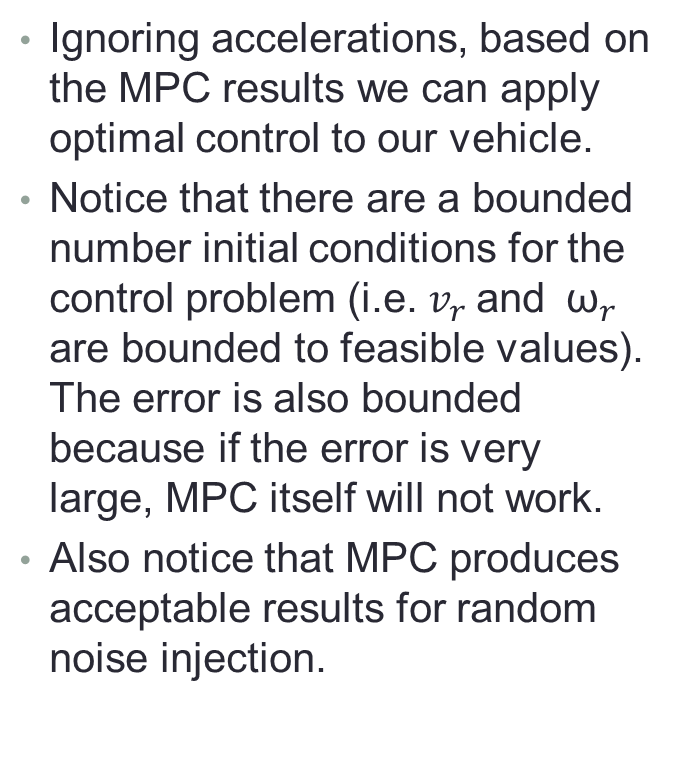 • Ignoring accelerations, based on
the MPC results we can apply
optimal control to our vehicle.
• Notice that there are a bounded
number initial conditions for the
control problem (i.e. 𝑣ᵣ and ωᵣ
are bounded to feasible values).
The error is also bounded
because if the error is very
large, MPC itself will not work.
• Also notice that MPC produces
acceptable results for random
noise injection.